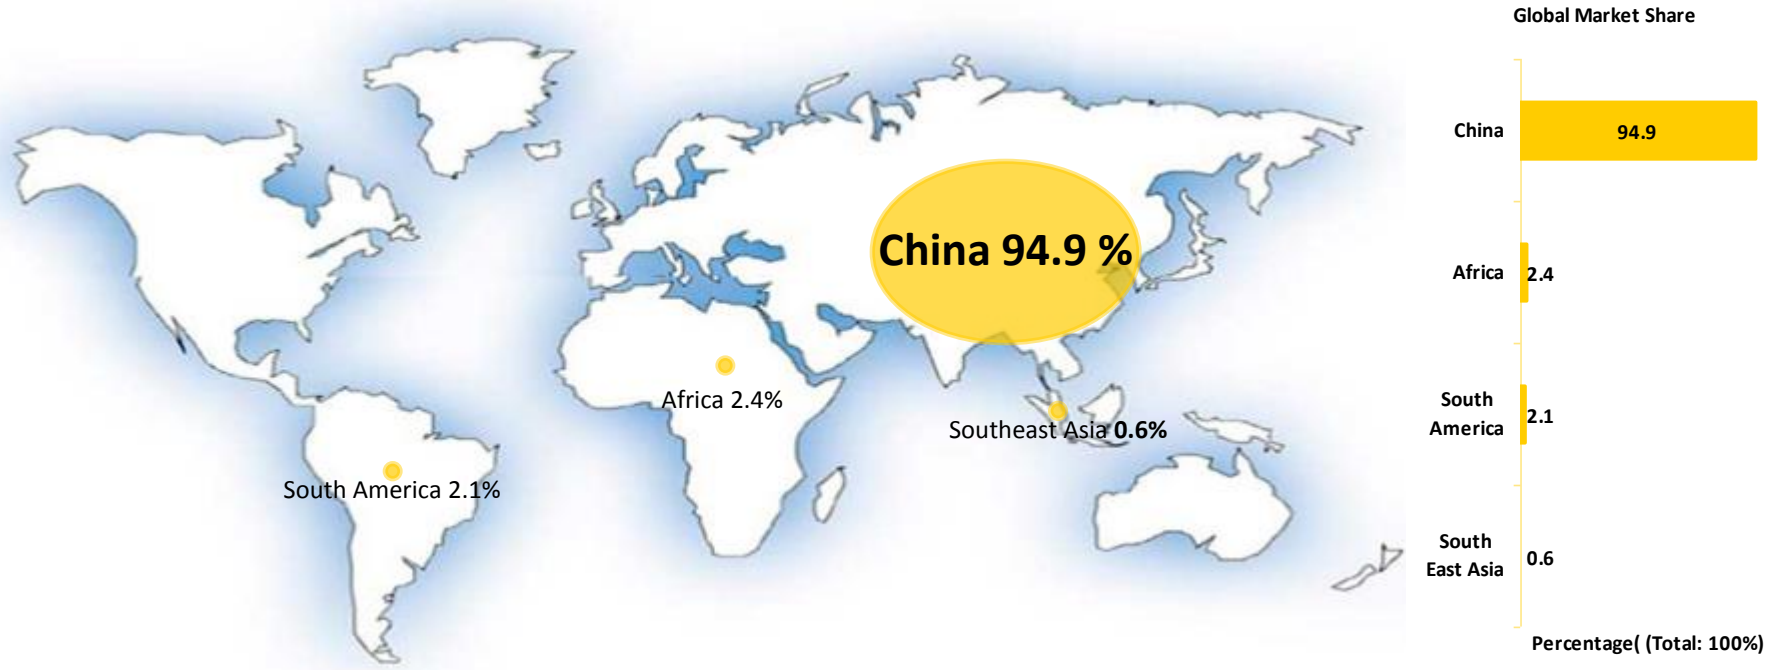 Global Market Share
China 94.9 %
Africa 2.4%
Southeast Asia 0.6%
South America 2.1%
China
94.9
Africa
2.4
South
America
2.1
South
East Asia
0.6
Percentage( (Total: 100%)